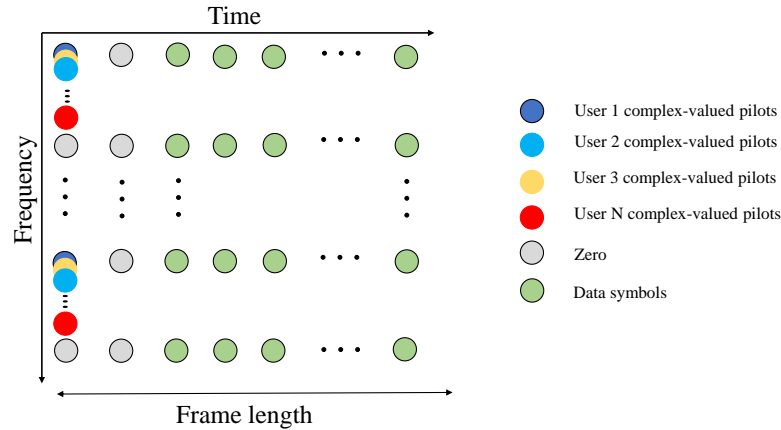 Time
Frequency
User 1 complex-valued pilots
User 2 complex-valued pilots
User 3 complex-valued pilots
User N complex-valued pilots
Zero
Data symbols
Frame length